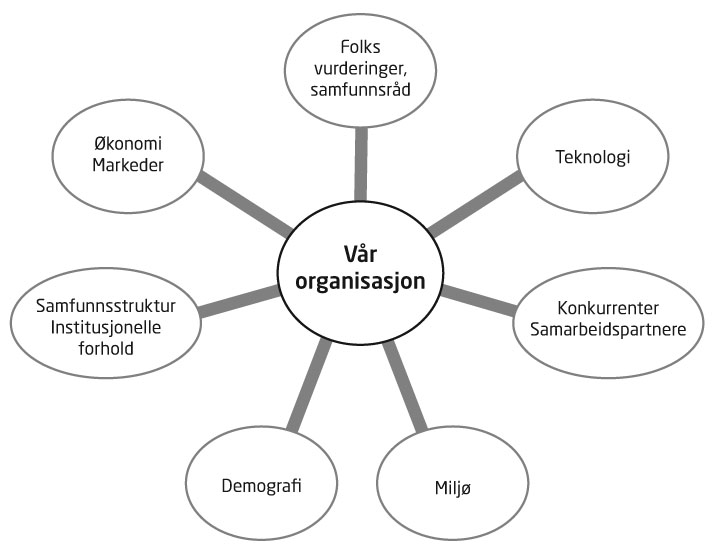 Folks
vurderinger,
samfunnsråd
Økonomi
Markeder
Teknologi
Vår
organisasjon
Samfunnsstruktur
Institusjonelle
forhold
Konkurrenter
Samarbeidspartnere
Demografi
Miljø